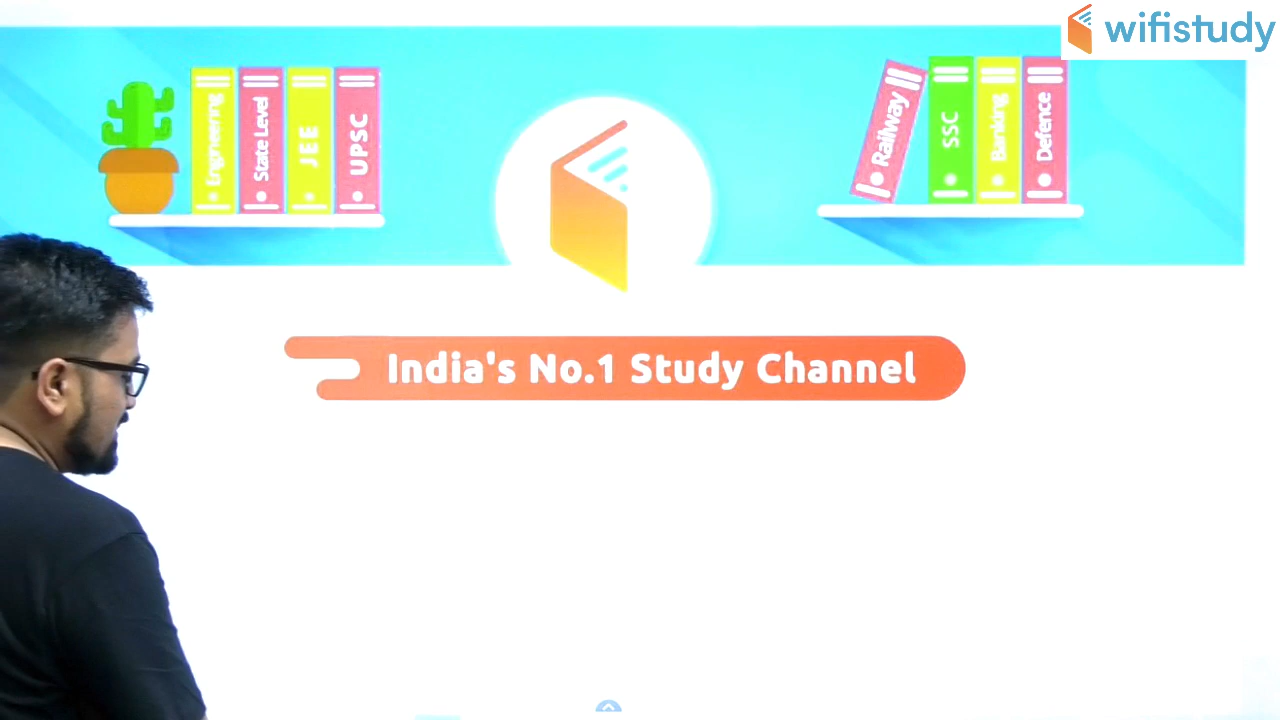 wifistudy
Engineering
State Level
JEE
UPSC
Railway
SSC
Banking
Defence
India's No.1 Study Channel